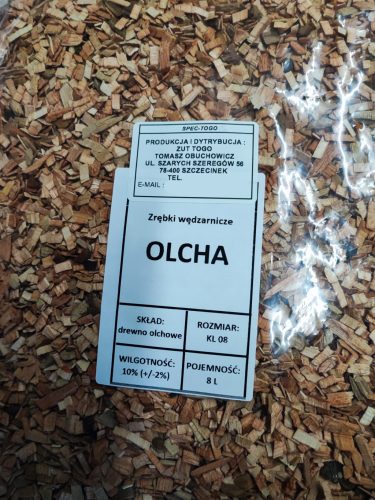 SPEC-TOGO
PRODUKCJA I DYTRYBUCJA :
ZUT TOGO
TOMASZ OBUCHOWICZ
UL. SZARYCH SZEREGÓW 56
78-400 SZCZECINEK
TEL.
E-MAIL :
Zrębki wędzarnicze
OLCHA
SKŁAD:
drewno olchowe
ROZMIAR:
KL 08
WILGOTNOŚĆ:
10% (+/-2%)
POJEMNOŚĆ:
8 L